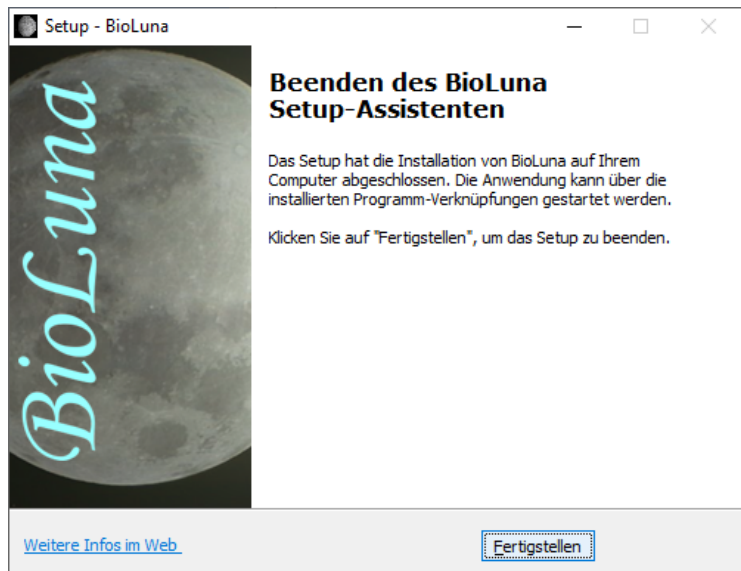 Setup - BioLuna
BioLuna
Beenden des BioLuna
Setup-Assistenten
Das Setup hat die Installation von BioLuna auf Ihrem
Computer abgeschlossen. Die Anwendung kann über die
installierten Programm-Verknüpfungen gestartet werden.
Klicken Sie auf "Fertigstellen", um das Setup zu beenden.
Weitere Infos im Web
Fertigstellen